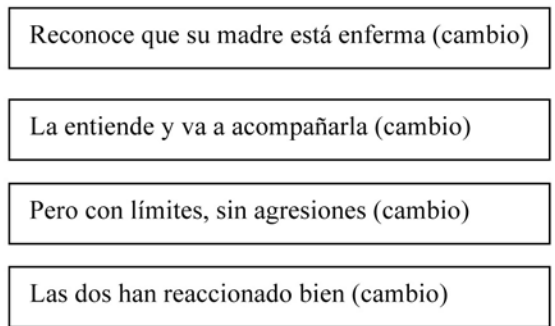 Reconoce que su madre está enferma (cambio)
La entiende y va a acompañarla (cambio)
Pero con límites, sin agresiones (cambio)
Las dos han reaccionado bien (cambio)